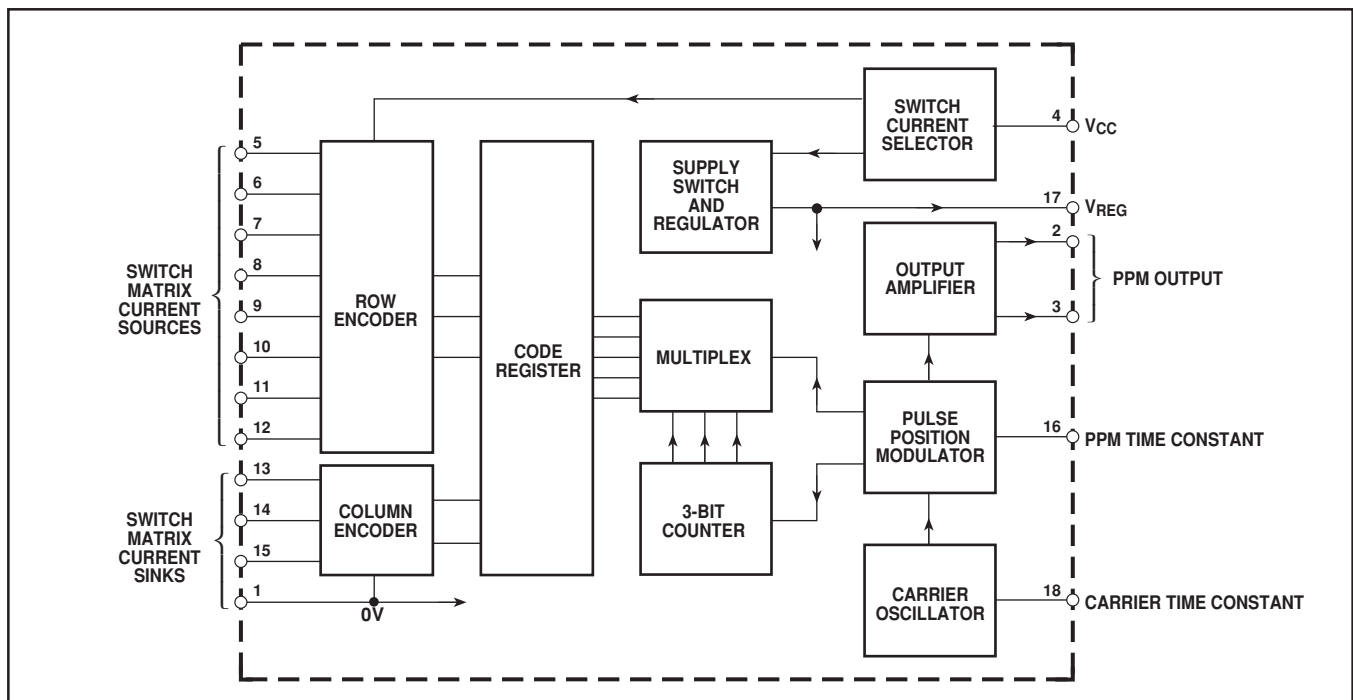 SWITCH
CURRENT
SELECTOR
4
VCC
5
6
7
8
9
10
11
12
SWITCH
MATRIX
CURRENT
SOURCES
ROW
ENCODER
CODE
REGISTER
SUPPLY
SWITCH
AND
REGULATOR
17
VREG
2
3
OUTPUT
AMPLIFIER
PPM OUTPUT
MULTIPLEX
PULSE
POSITION
MODULATOR
16
PPM TIME CONSTANT
13
14
15
1
SWITCH
MATRIX
CURRENT
SINKS
COLUMN
ENCODER
0V
3-BIT
COUNTER
CARRIER
OSCILLATOR
18
CARRIER TIME CONSTANT